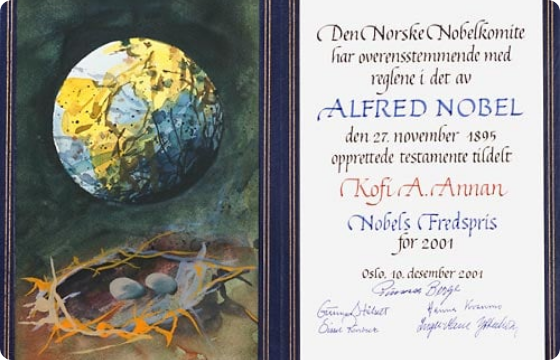 Den Norske Nobelkomite
har overensstemmende med
reglene i det av
ALFRED NOBEL
den 27. november 1895
opprettede testamente tildelt
Kofi A. Annan
Nobels Fredspris
for 2001
Oslo, 10. desember 2001
Berge